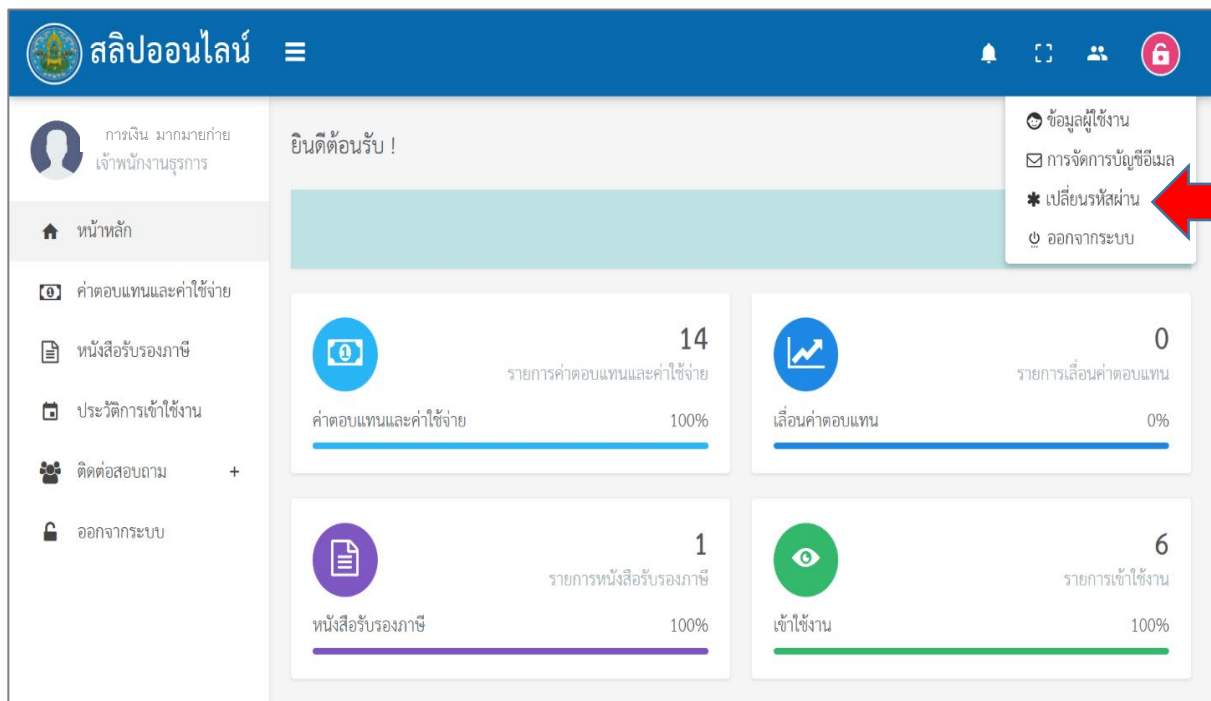 สลิปออนไลน์
ข้อมูลผู้ใช้งาน
การจัดการบัญชีอีเมล
เปลี่ยนรหัสผ่าน
ออกจากระบบ
การเงิน มากมายก่าย
เจ้าพนักงานธุรการ
หน้าหลัก
ค่าตอบแทนและค่าใช้จ่าย
หนังสือรับรองภาษี
ประวัติการเข้าใช้งาน
ติดต่อสอบถาม +
ออกจากระบบ
ยินดีต้อนรับ !
14
รายการค่าตอบแทนและค่าใช้จ่าย
ค่าตอบแทนและค่าใช้จ่าย 100%
0
รายการเลื่อนค่าตอบแทน
เลื่อนค่าตอบแทน 0%
1
รายการหนังสือรับรองภาษี
หนังสือรับรองภาษี 100%
6
รายการเข้าใช้งาน
เข้าใช้งาน 100%